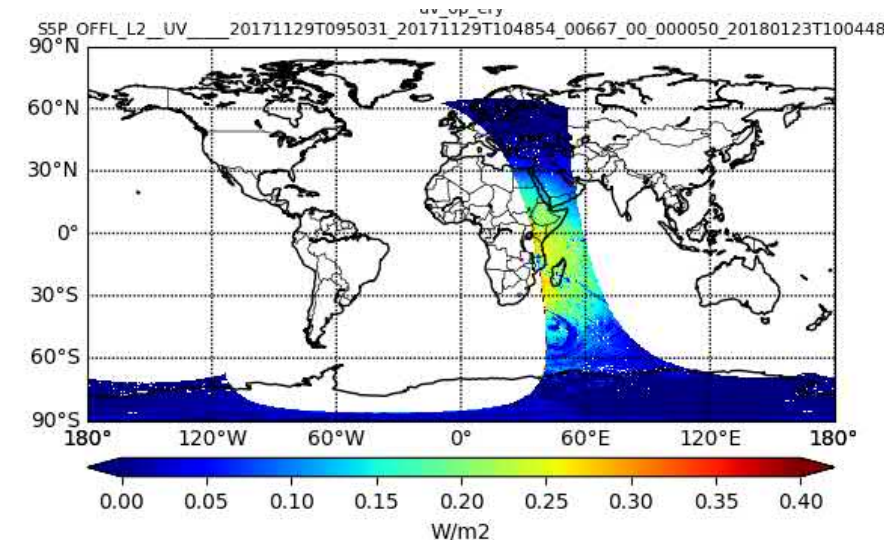 uv_op_ery
S5P_OFFL_L2__UV_____20171129T095031_20171129T104854_00667_00_000050_20180123T100448
90°N
60°N
30°N
0°
30°S
60°S
90°S
180° 120°W 60°W 0° 60°E 120°E 180°
0.00 0.05 0.10 0.15 0.20 0.25 0.30 0.35 0.40
W/m2